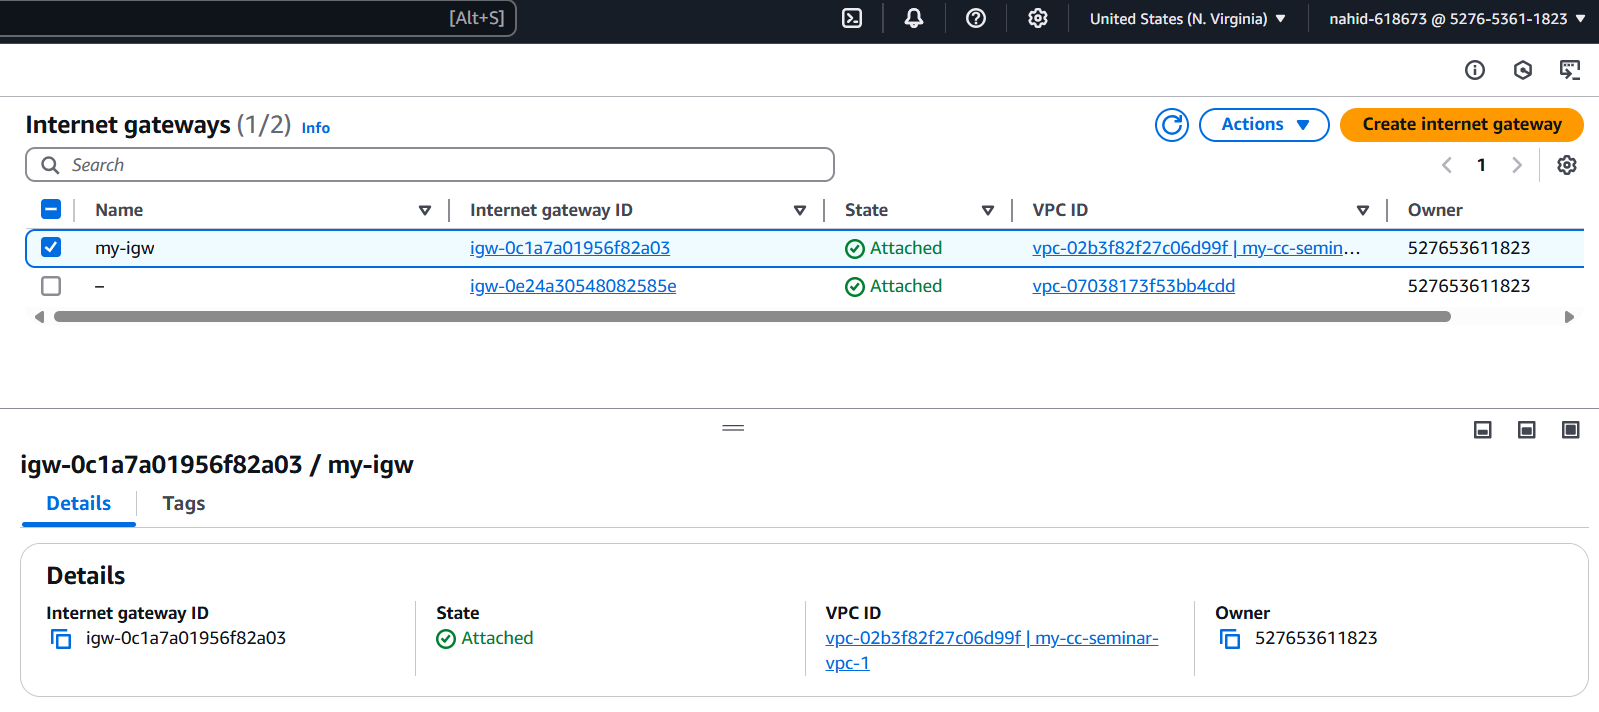 [Alt+S] United States (N. Virginia) nahid-618673 @ 5276-5361-1823
Internet gateways (1/2) Info Actions Create internet gateway
Search 1
Name Internet gateway ID State VPC ID Owner
my-igw igw-0c1a7a01956f82a03 Attached vpc-02b3f82f27c06d99f | my-cc-semin... 527653611823
– igw-0e24a30548082585e Attached vpc-07038173f53bb4cdd 527653611823
igw-0c1a7a01956f82a03 / my-igw
Details Tags
Details
Internet gateway ID State VPC ID Owner
igw-0c1a7a01956f82a03 Attached vpc-02b3f82f27c06d99f | my-cc-seminar- 527653611823
vpc-1